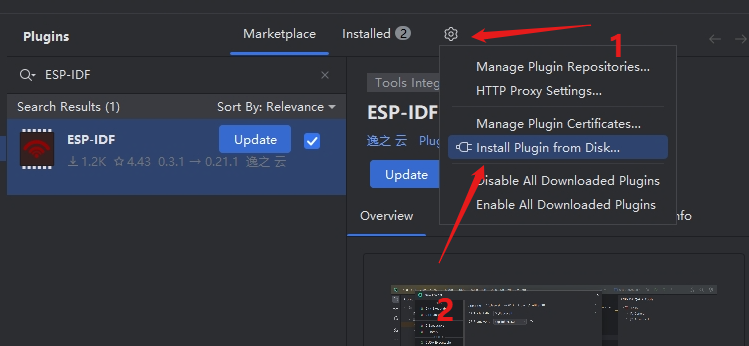 Plugins
Marketplace
Installed 2
1
ESP-IDF
Search Results (1)
Sort By: Relevance
ESP-IDF
1.2K 4.43 0.3.1 → 0.21.1 逸之 云
Update
Tools Integ
ESP-IDF
逸之 云 Plug
Update
Overview
nfo
Manage Plugin Repositories...
HTTP Proxy Settings...
Manage Plugin Certificates...
Install Plugin from Disk...
Disable All Downloaded Plugins
Enable All Downloaded Plugins
2